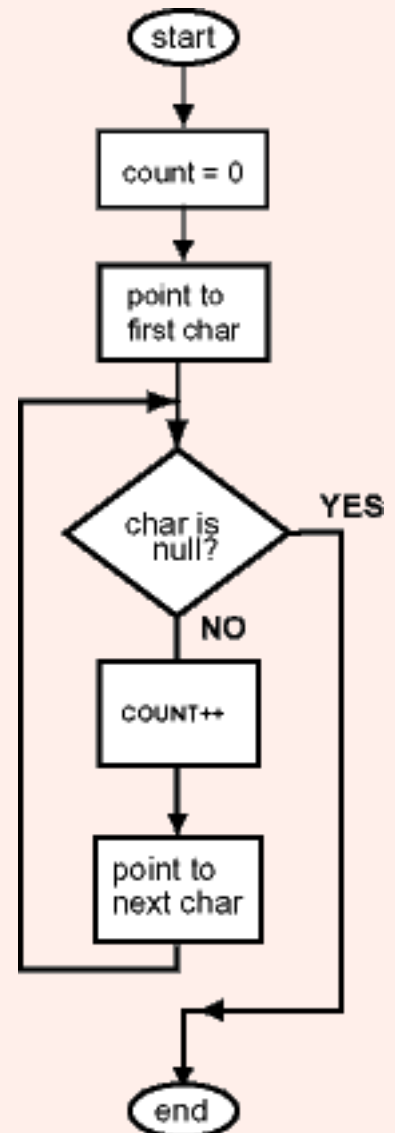 start
count = 0
point to
first char
char is
null?
YES
NO
COUNT++
point to
next char
end